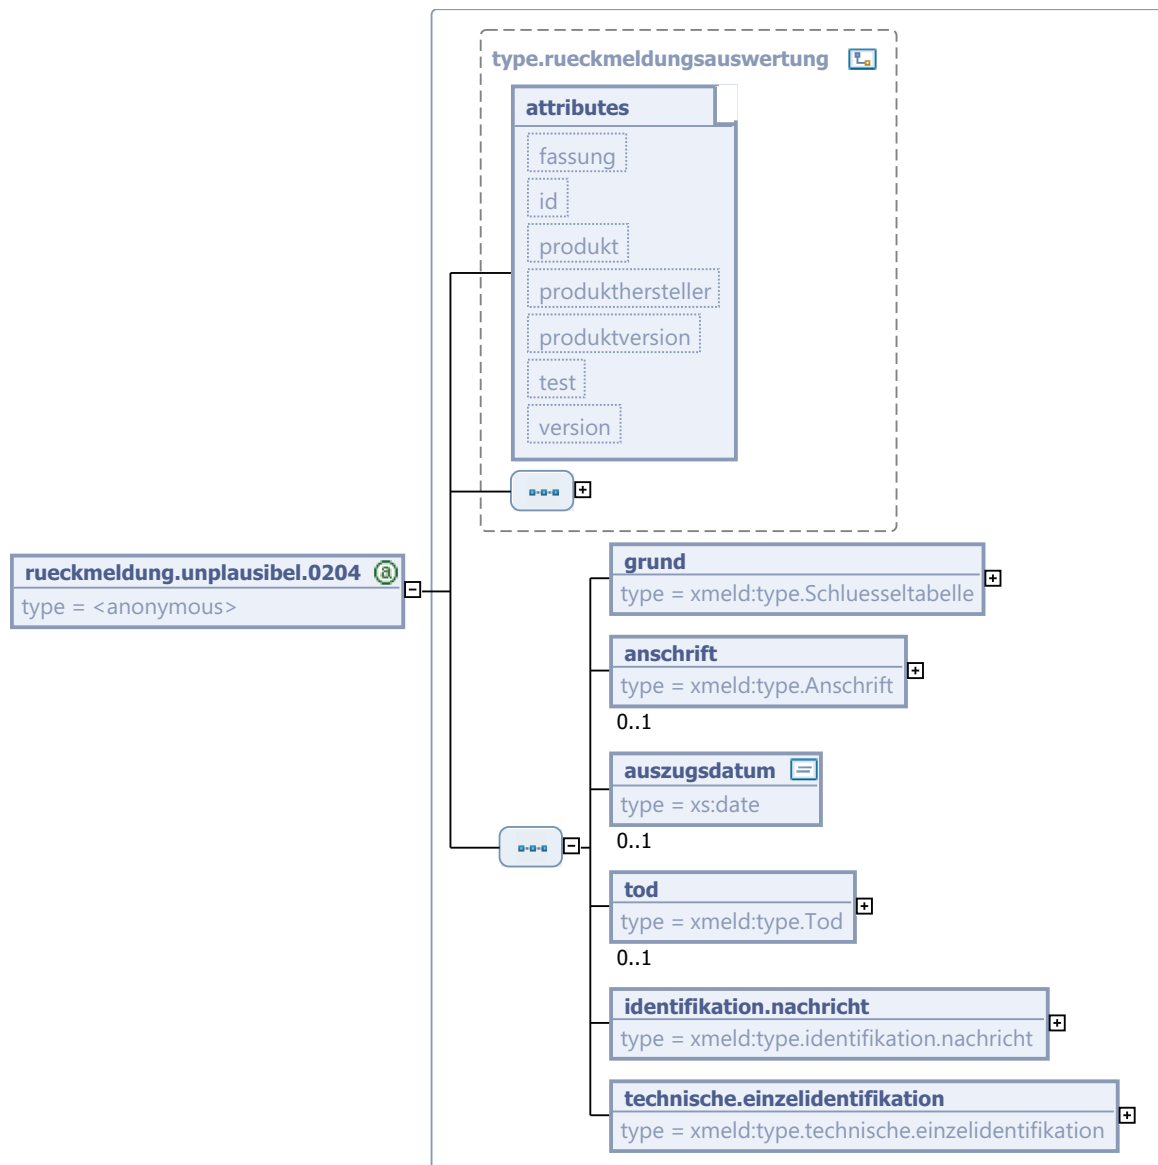 type.rueckmeldungsauswertung
attributes
fassung
id
produkt
produkthersteller
produktversion
test
version
rueckmeldung.unplausibel.0204
type = <anonymous>
grund
type = xmeld:type.Schluesseltabelle
anschrift
type = xmeld:type.Anschrift
0..1
auszugsdatum
type = xs:date
0..1
tod
type = xmeld:type.Tod
0..1
identifikation.nachricht
type = xmeld:type.identifikation.nachricht
technische.einzelidentifikation
type = xmeld:type.technische.einzelidentifikation